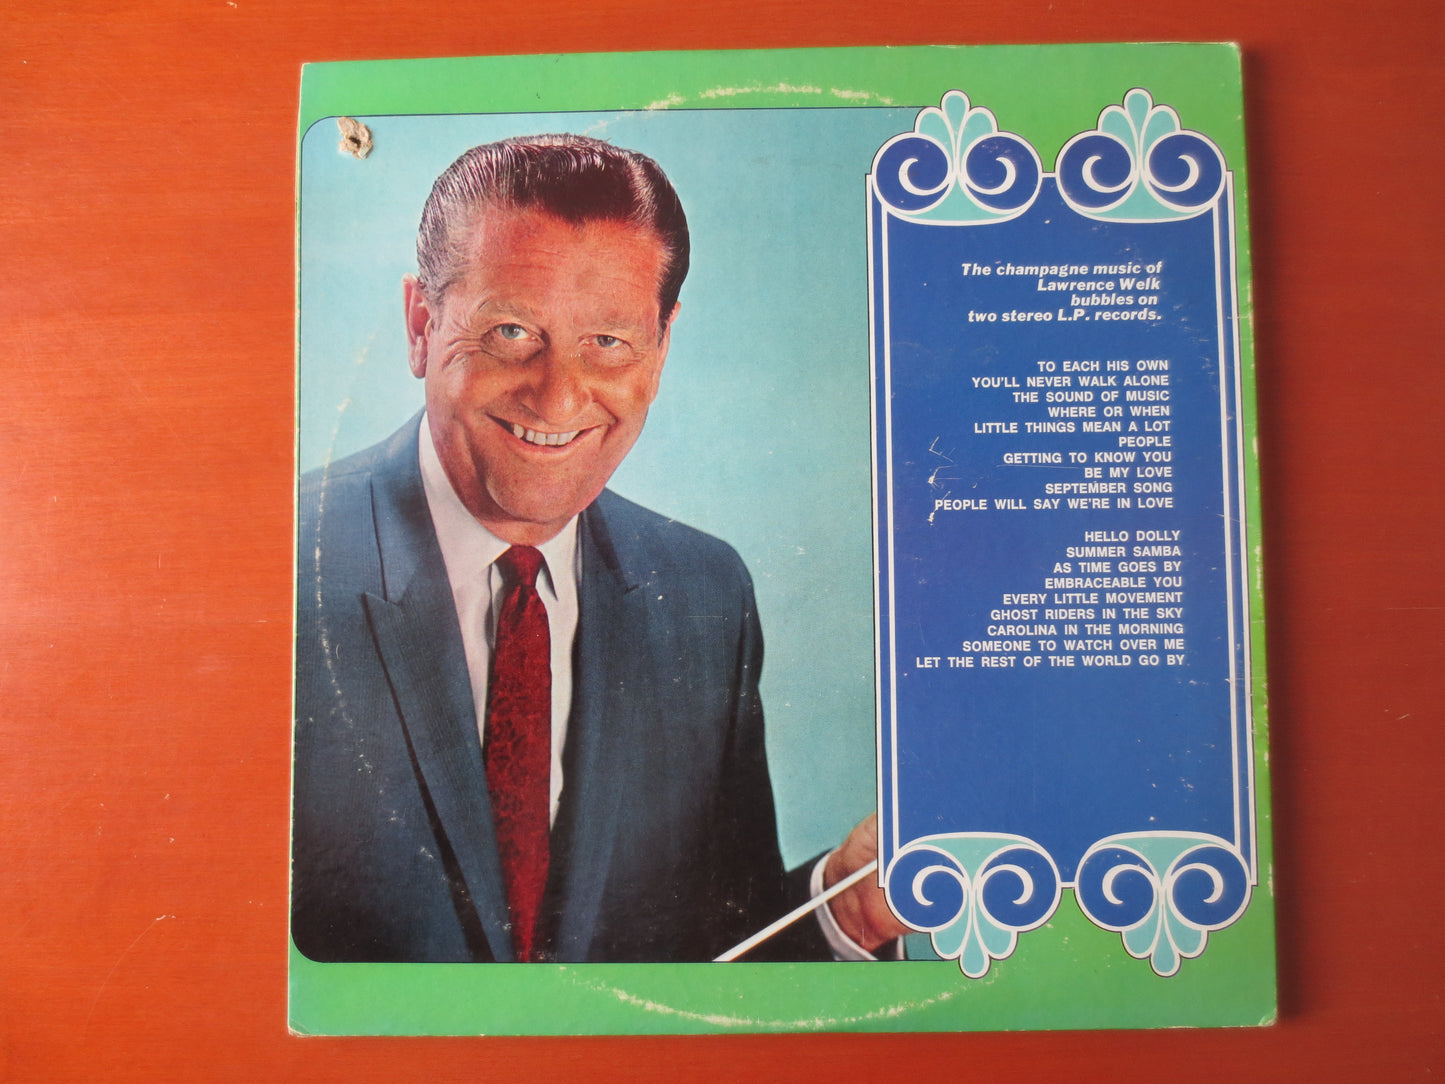 The champagne music of
Lawrence Welk
bubbles on
two stereo L.P. records.
TO EACH HIS OWN
YOU'LL NEVER WALK ALONE
THE SOUND OF MUSIC
WHERE OR WHEN
LITTLE THINGS MEAN A LOT
PEOPLE
GETTING TO KNOW YOU
BE MY LOVE
SEPTEMBER SONG
PEOPLE WILL SAY WE'RE IN LOVE
HELLO DOLLY
SUMMER SAMBA
AS TIME GOES BY
EMBRACEABLE YOU
EVERY LITTLE MOVEMENT
GHOST RIDERS IN THE SKY
CAROLINA IN THE MORNING
SOMEONE TO WATCH OVER ME
LET THE REST OF THE WORLD GO BY